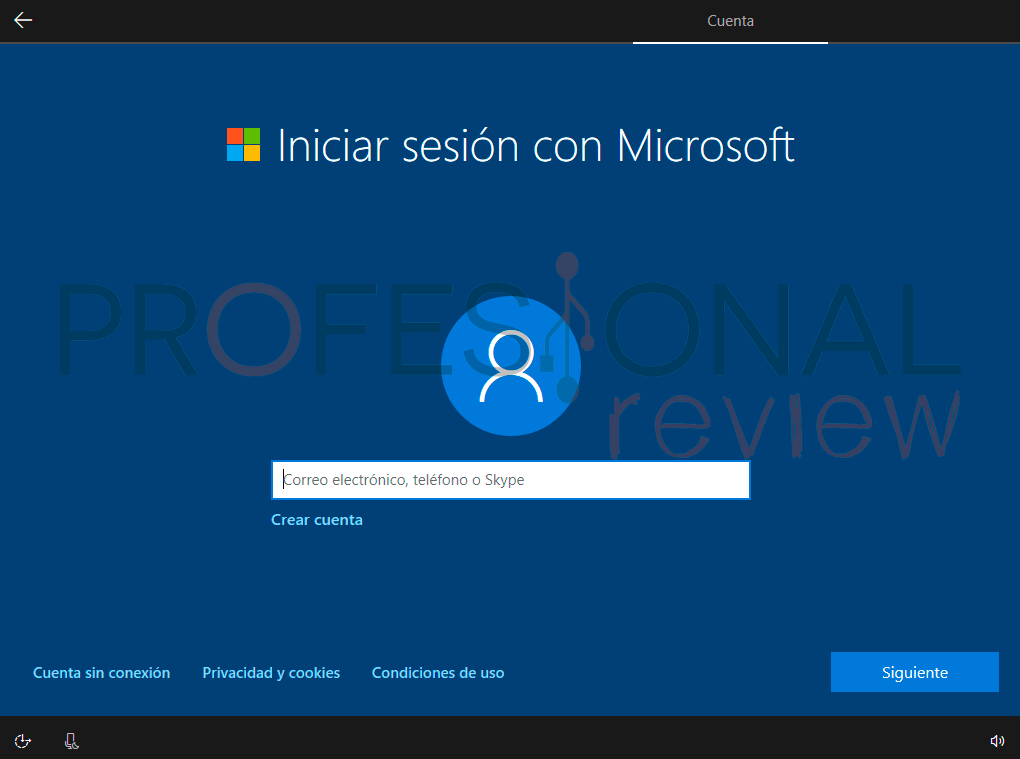 Cuenta
Iniciar sesión con Microsoft
PROFESIONAL
review
Correo electrónico, teléfono o Skype
Crear cuenta
Cuenta sin conexión
Privacidad y cookies
Condiciones de uso
Siguiente